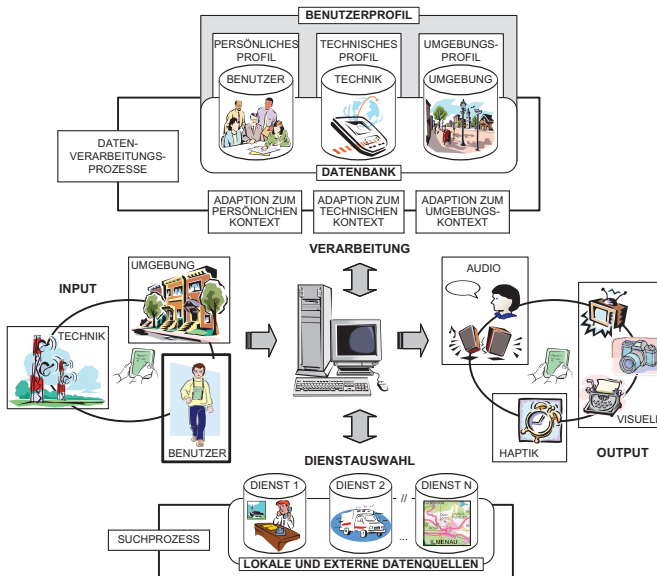 BENUTZERPROFIL
PERSÖNLICHES
PROFIL
TECHNISCHES
PROFIL
UMGEBUNGS-
PROFIL
BENUTZER
TECHNIK
UMGEBUNG
DATENBANK
DATEN-
VERARBEITUNGS-
PROZESSE
ADAPTION ZUM
PERSÖNLICHEN
KONTEXT
ADAPTION ZUM
TECHNISCHEN
KONTEXT
ADAPTION ZUM
UMGEBUNGS-
KONTEXT
VERARBEITUNG
INPUT
UMGEBUNG
TECHNIK
BENUTZER
AUDIO
VISUELL
HAPTIK
OUTPUT
DIENSTAUSWAHL
DIENST 1
DIENST 2
//
DIENST N
...
ILMENAU
SUCHPROZESS
LOKALE UND EXTERNE DATENQUELLEN